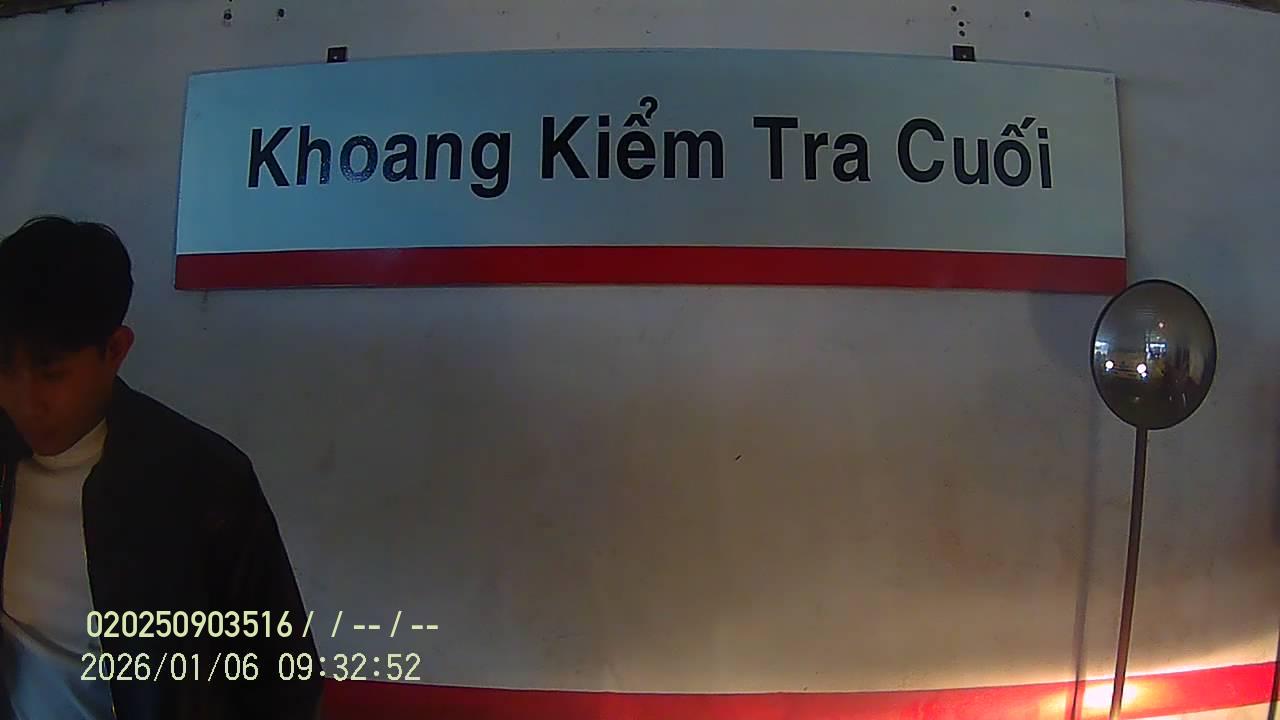 Khoang Kiểm Tra Cuối
020250903516 / / -- / --
2026/01/06 09:32:52